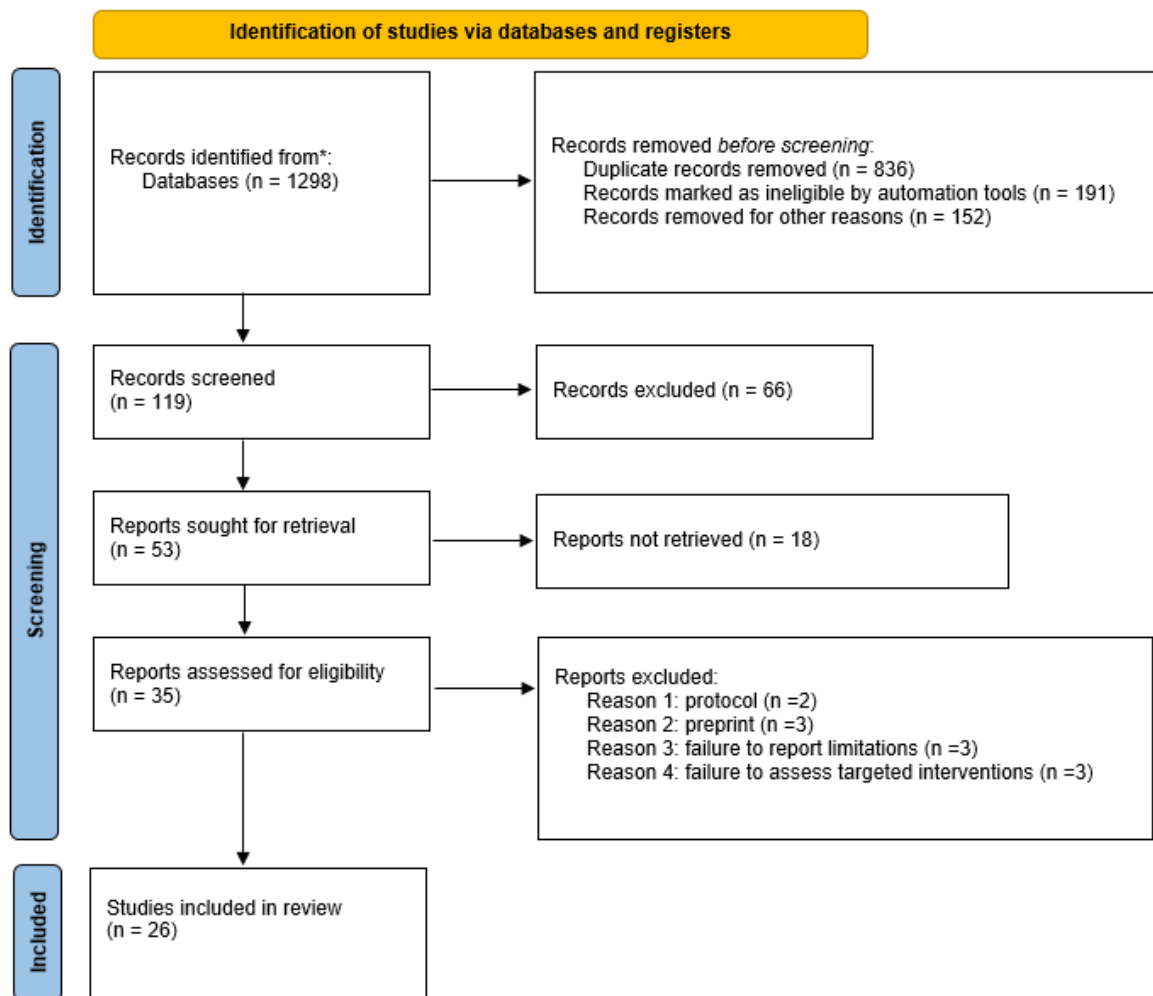 Identification of studies via databases and registers
Identification
Records identified from*:
Databases (n = 1298)
Records removed before screening:
Duplicate records removed (n = 836)
Records marked as ineligible by automation tools (n = 191)
Records removed for other reasons (n = 152)
Screening
Records screened
(n = 119)
Records excluded (n = 66)
Reports sought for retrieval
(n = 53)
Reports not retrieved (n = 18)
Reports assessed for eligibility
(n = 35)
Reports excluded:
Reason 1: protocol (n =2)
Reason 2: preprint (n =3)
Reason 3: failure to report limitations (n =3)
Reason 4: failure to assess targeted interventions (n =3)
Included
Studies included in review
(n = 26)